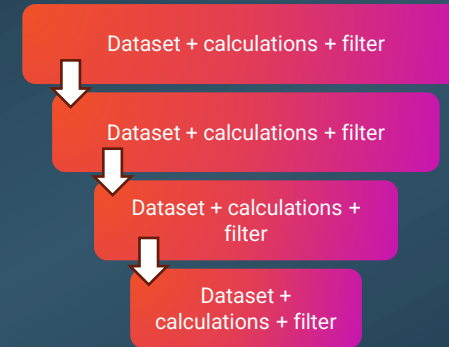 Dataset + calculations + filter
Dataset + calculations + filter
Dataset + calculations +
filter
Dataset +
calculations + filter